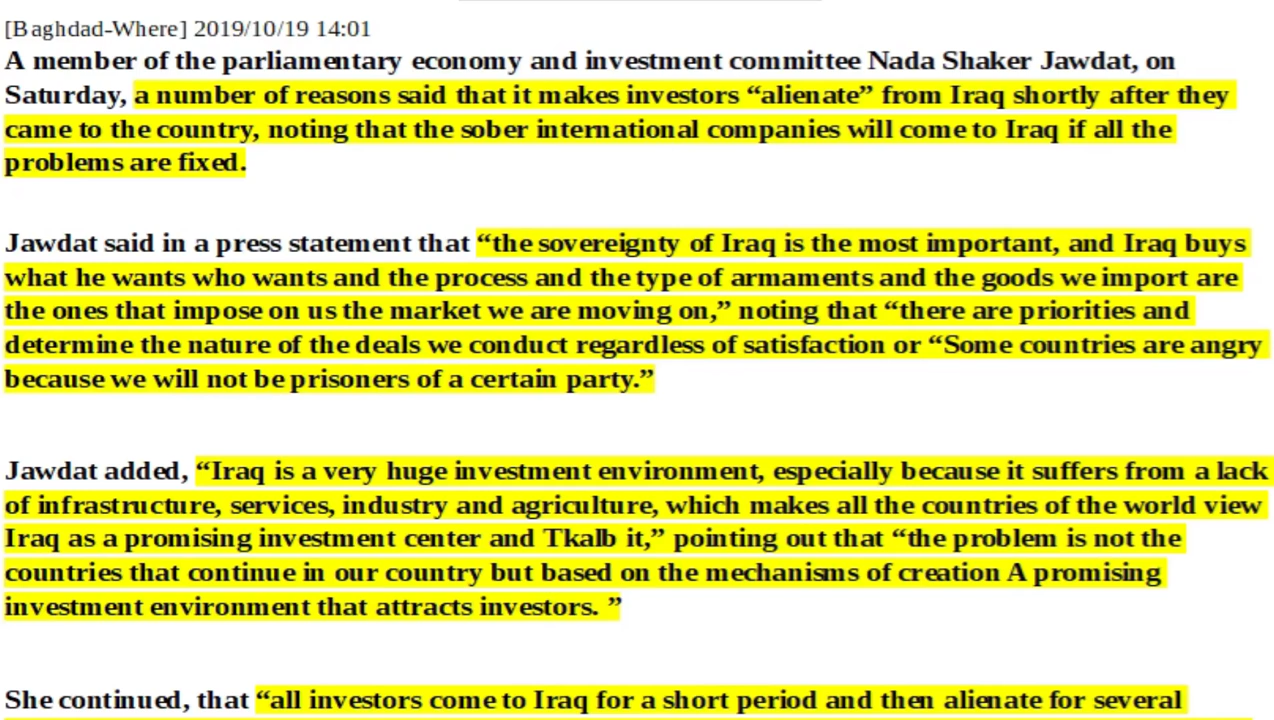 [Baghdad-Where] 2019/10/19 14:01
A member of the parliamentary economy and investment committee Nada Shaker Jawdat, on
Saturday, a number of reasons said that it makes investors “alienate” from Iraq shortly after they
came to the country, noting that the sober international companies will come to Iraq if all the
problems are fixed.
Jawdat said in a press statement that “the sovereignty of Iraq is the most important, and Iraq buys
what he wants who wants and the process and the type of armaments and the goods we import are
the ones that impose on us the market we are moving on,” noting that “there are priorities and
determine the nature of the deals we conduct regardless of satisfaction or “Some countries are angry
because we will not be prisoners of a certain party.”
Jawdat added, “Iraq is a very huge investment environment, especially because it suffers from a lack
of infrastructure, services, industry and agriculture, which makes all the countries of the world view
Iraq as a promising investment center and Tkalb it,” pointing out that “the problem is not the
countries that continue in our country but based on the mechanisms of creation A promising
investment environment that attracts investors. ”
She continued, that “all investors come to Iraq for a short period and then alienate for several